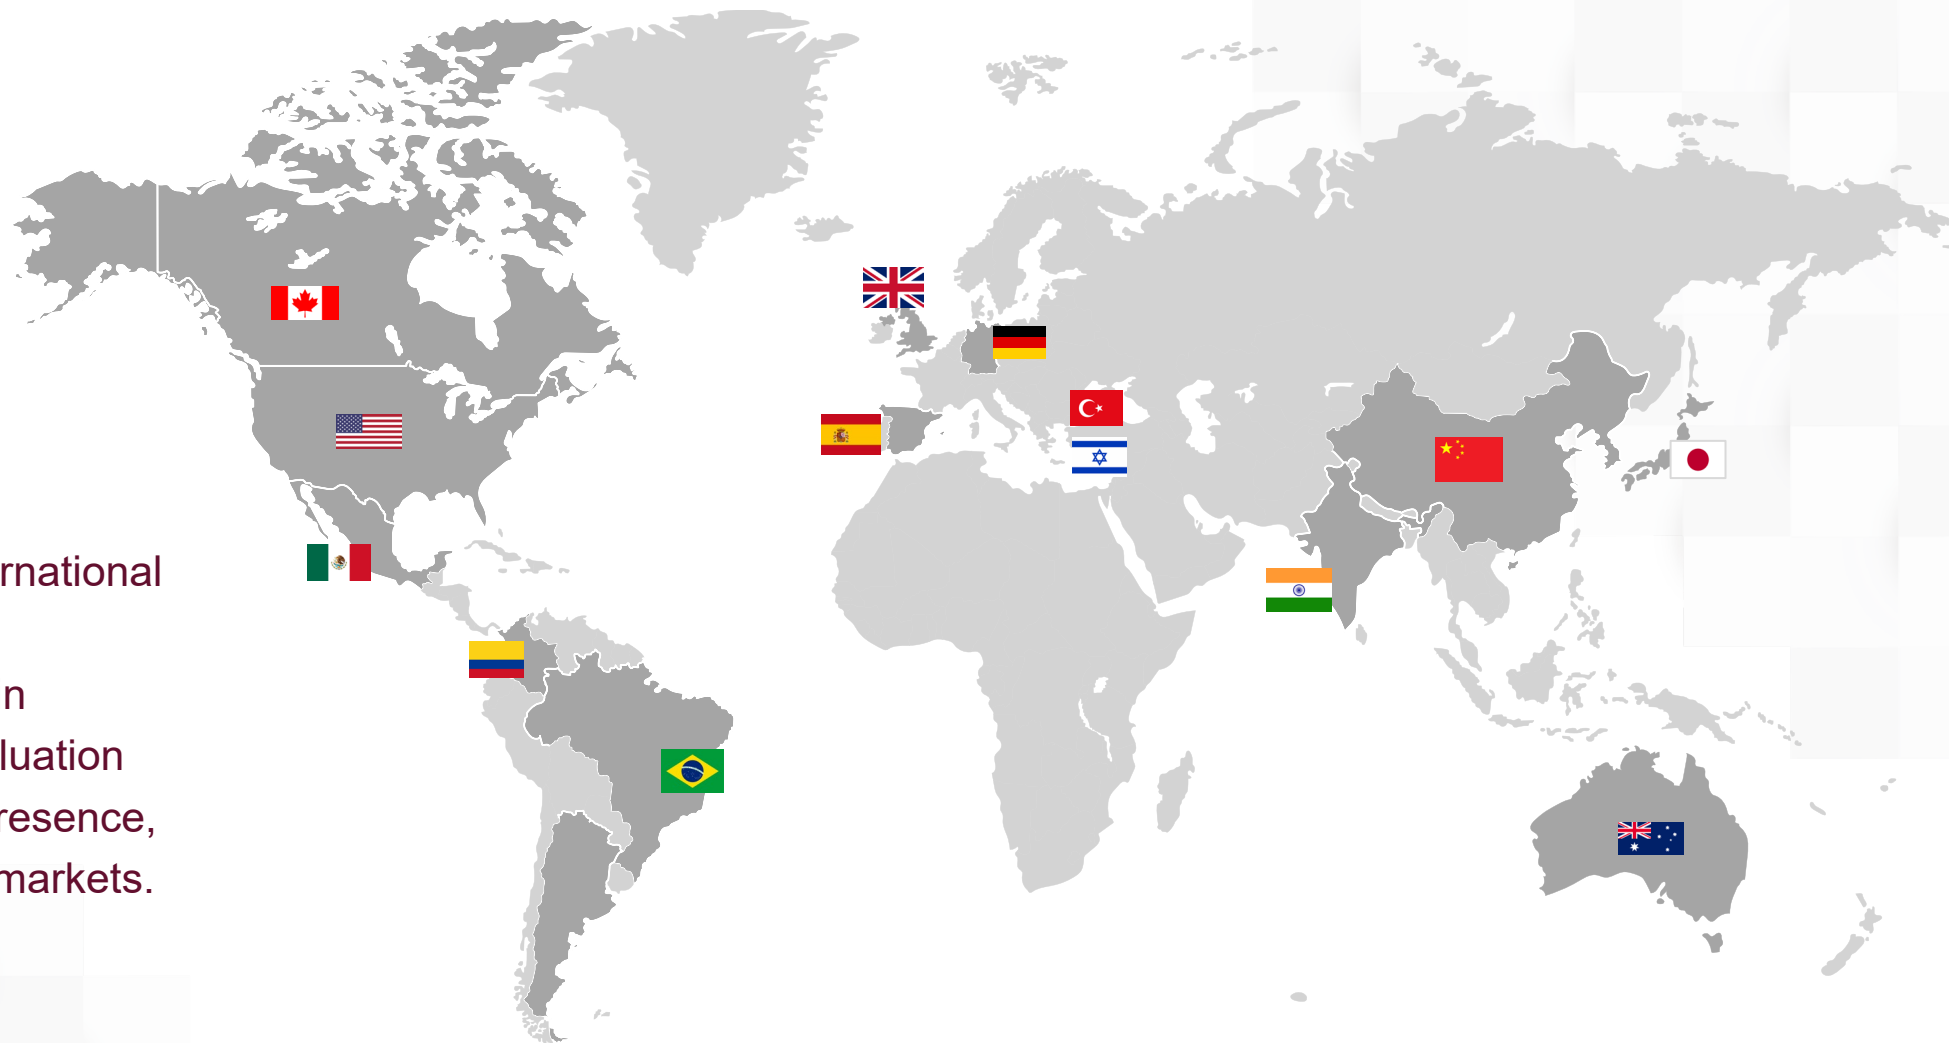 rnational
n
luation
resence,
markets.